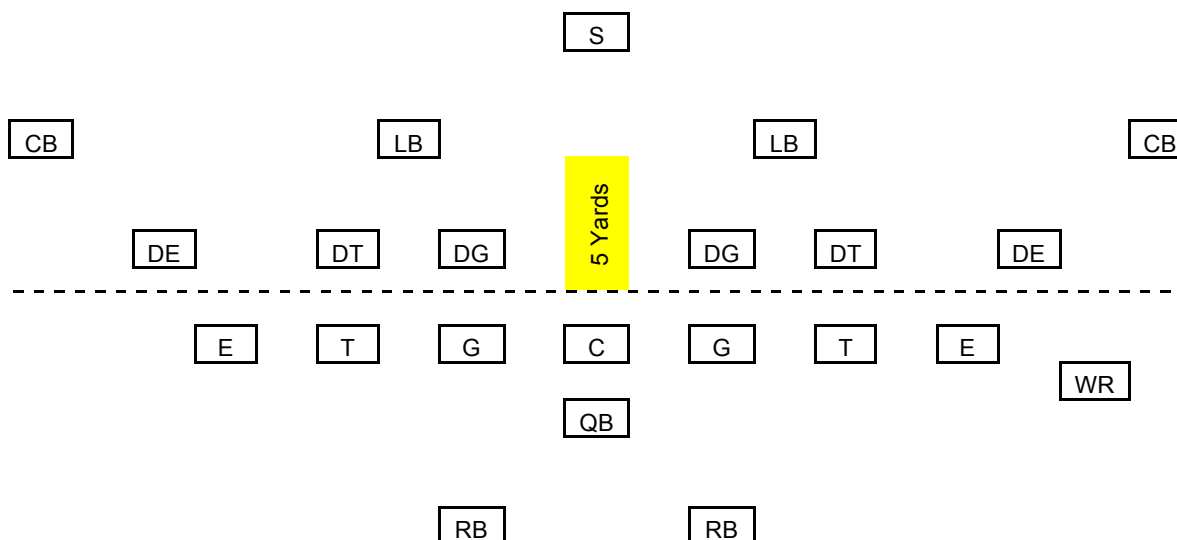 S
CB LB LB CB
5 Yards
DE DT DG DG DT DE
E T G C G T E
WR
QB
RB RB